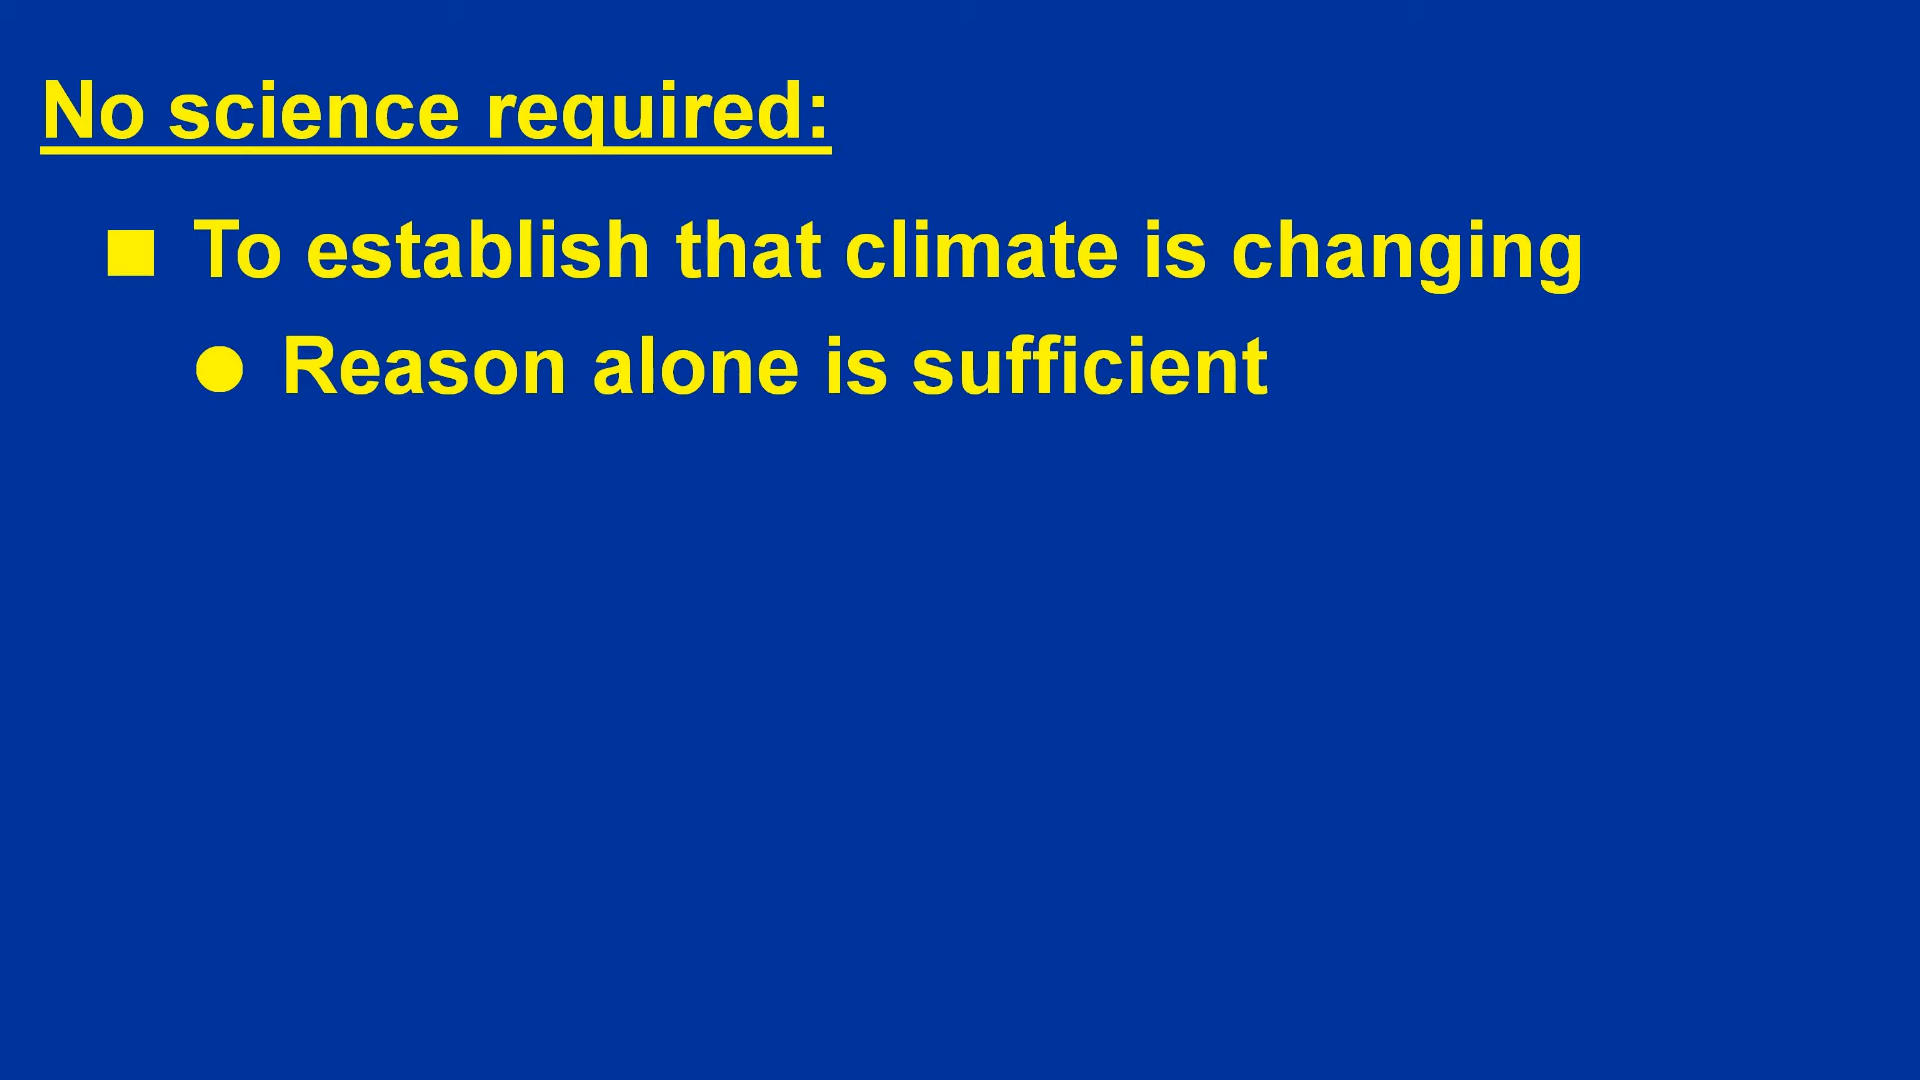 No science required:
■ To establish that climate is changing
● Reason alone is sufficient